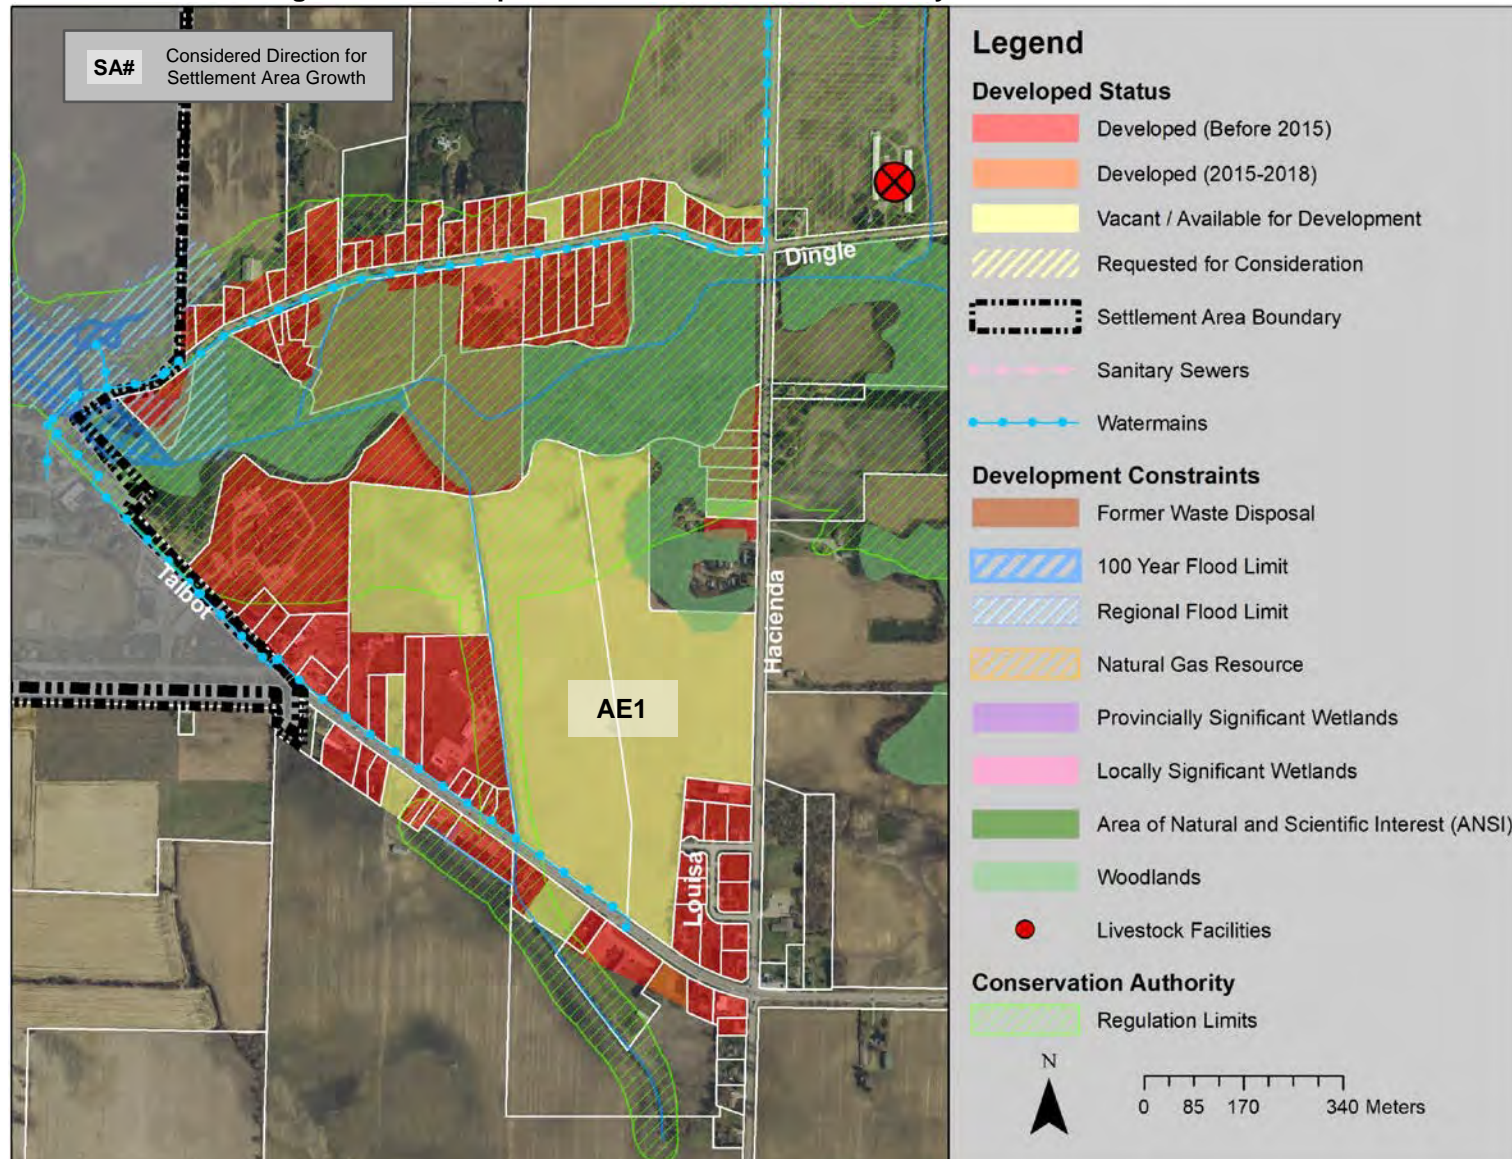 SA#
Considered Direction for
Settlement Area Growth
Dingle
Talbot
Hacienda
AE1
Louisa
Legend
Developed Status
Developed (Before 2015)
Developed (2015-2018)
Vacant / Available for Development
Requested for Consideration
Settlement Area Boundary
Sanitary Sewers
Watermains
Development Constraints
Former Waste Disposal
100 Year Flood Limit
Regional Flood Limit
Natural Gas Resource
Provincially Significant Wetlands
Locally Significant Wetlands
Area of Natural and Scientific Interest (ANSI)
Woodlands
Livestock Facilities
Conservation Authority
Regulation Limits
N
0 85 170 340 Meters